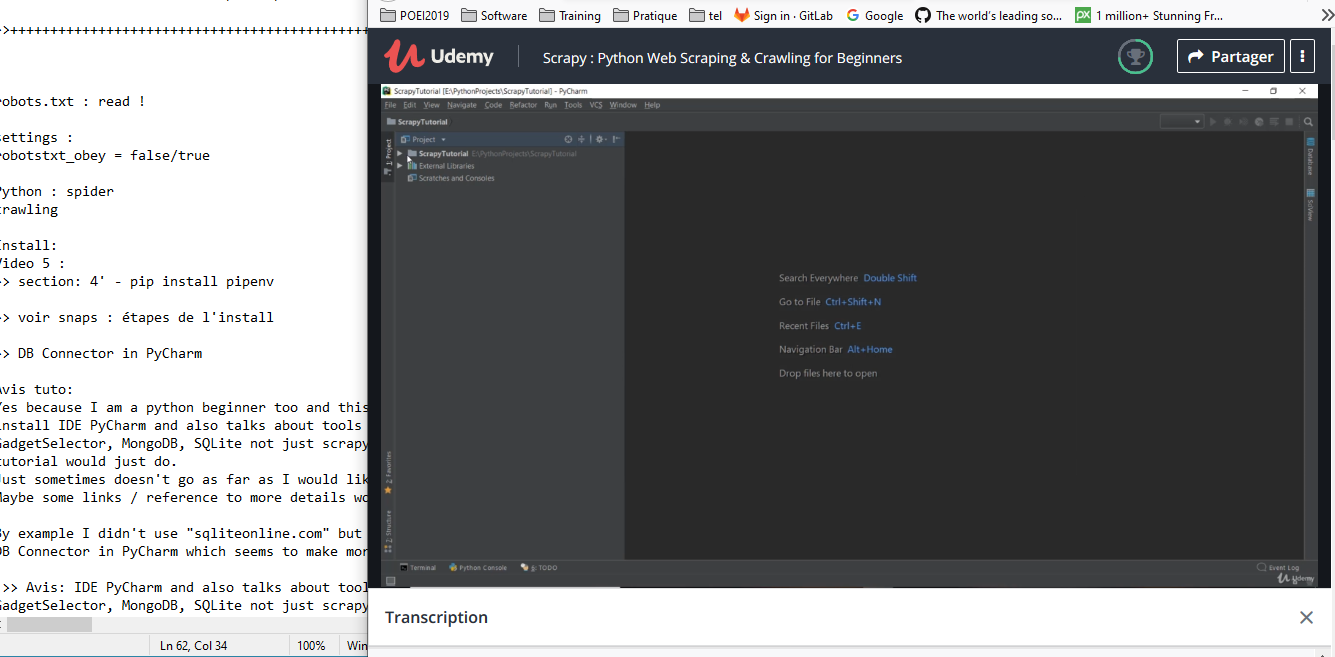 >+++++++++++++++++++++++++++++++++++++++++++
robots.txt : read !
settings :
robotstxt_obey = false/true
Python : spider
crawling
Install:
Video 5 :
>> section: 4' - pip install pipenv
>> voir snaps : étapes de l'install
>> DB Connector in PyCharm
Avis tuto:
Yes because I am a python beginner too and this
install IDE PyCharm and also talks about tools
GadgetSelector, MongoDB, SQLite not just scrapy
tutorial would just do.
Just sometimes doesn't go as far as I would lik
Maybe some links / reference to more details wo
By example I didn't use "sqliteonline.com" but
DB Connector in PyCharm which seems to make mor
>> Avis: IDE PyCharm and also talks about tool
GadgetSelector, MongoDB, SQLite not just scrapy
Ln 62, Col 34
100%
Win
POEI2019
Software
Training
Pratique
tel
Sign in · GitLab
Google
The world's leading so...
px
1 million+ Stunning Fr...
Udemy
Scrapy : Python Web Scraping & Crawling for Beginners
Partager
ScrapyTutorial [E:\PythonProjects\ScrapyTutorial] - PyCharm
File Edit View Navigate Code Refactor Run Tools VCS Window Help
ScrapyTutorial
1: Project
Project
ScrapyTutorial E:\PythonProjects\ScrapyTutorial
External Libraries
Scratches and Consoles
Database
SciView
Search Everywhere Double Shift
Go to File Ctrl+Shift+N
Recent Files Ctrl+E
Navigation Bar Alt+Home
Drop files here to open
2: Favorites
Z: Structure
Terminal
Python Console
6: TODO
Event Log
Udemy
Transcription